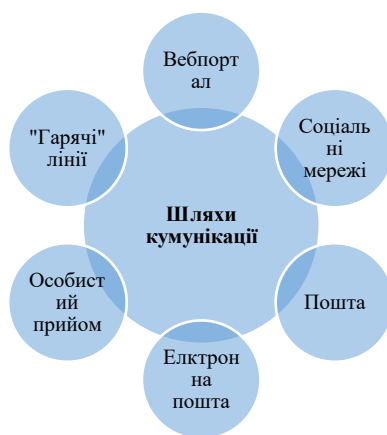 Вебпорт
ал
"Гарячі"
лінії
Соціаль
ні
мережі
Шляхи
кумунікації
Особист
ий
прийом
Пошта
Елктрон
на
пошта